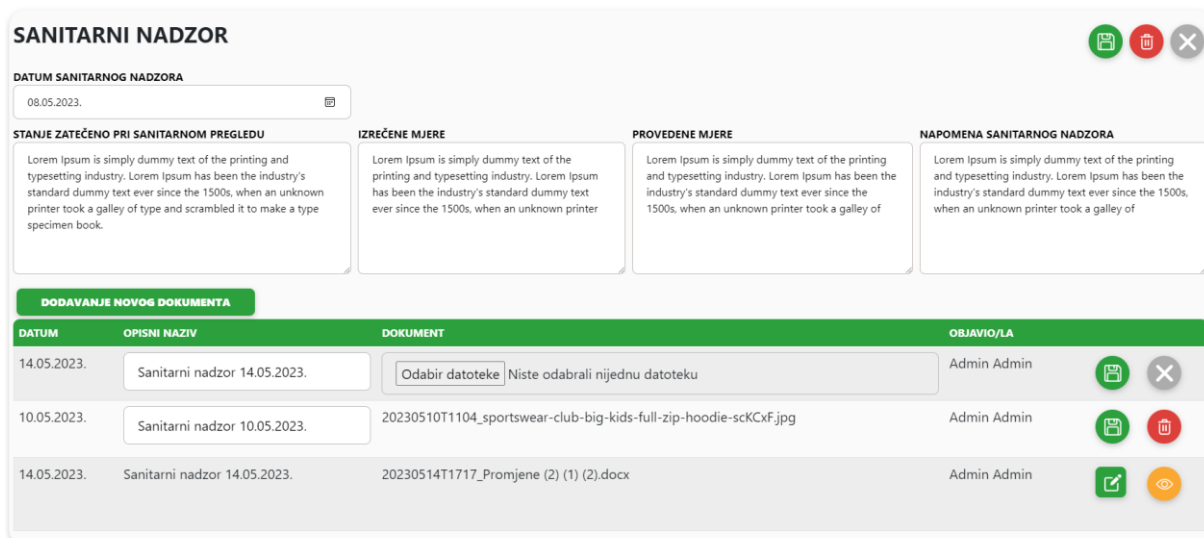 SANITARNI NADZOR
DATUM SANITARNOG NADZORA
08.05.2023.
STANJE ZATEČENO PRI SANITARNOM PREGLEDU
Lorem Ipsum is simply dummy text of the printing and
typesetting industry. Lorem Ipsum has been the industry's
standard dummy text ever since the 1500s, when an unknown
printer took a galley of type and scrambled it to make a type
specimen book.
IZREČENE MJERE
Lorem Ipsum is simply dummy text of the
printing and typesetting industry. Lorem Ipsum
has been the industry's standard dummy text
ever since the 1500s, when an unknown printer
PROVEDENE MJERE
Lorem Ipsum is simply dummy text of the printing
and typesetting industry. Lorem Ipsum has been the
industry's standard dummy text ever since the
1500s, when an unknown printer took a galley of
NAPOMENA SANITARNOG NADZORA
Lorem Ipsum is simply dummy text of the printing
and typesetting industry. Lorem Ipsum has been the
industry's standard dummy text ever since the 1500s,
when an unknown printer took a galley of
DODAVANJE NOVOG DOKUMENTA
DATUM OPISNI NAZIV DOKUMENT OBJAVIO/LA
14.05.2023. Sanitarni nadzor 14.05.2023. Odabir datoteke Niste odabrali nijednu datoteku Admin Admin
10.05.2023. Sanitarni nadzor 10.05.2023. 20230510T1104_sportswear-club-big-kids-full-zip-hoodie-scKCxF.jpg Admin Admin
14.05.2023. Sanitarni nadzor 14.05.2023. 20230514T1717_Promjene (2) (1) (2).docx Admin Admin